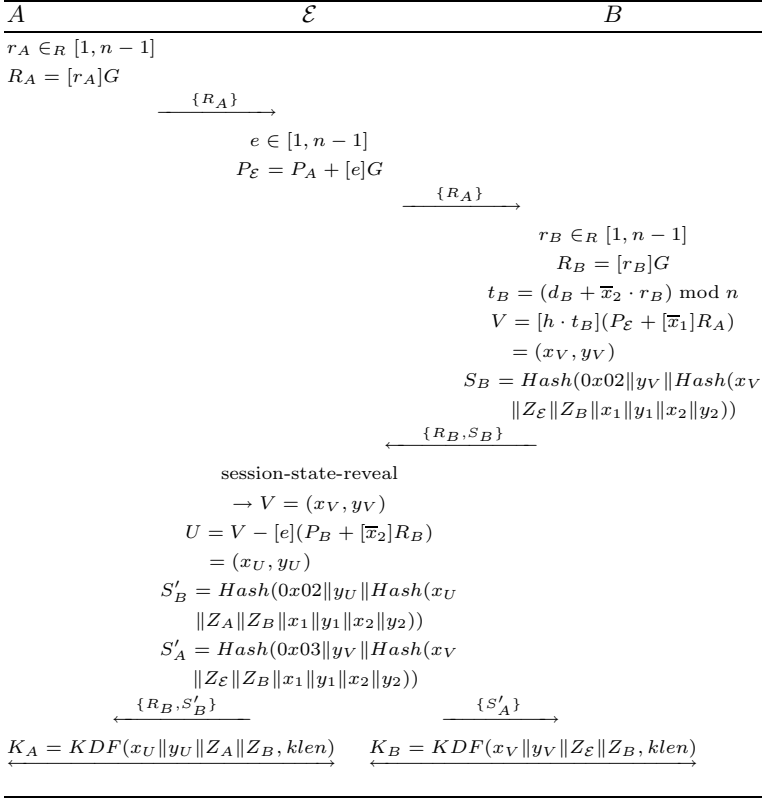 A ℰ B
r_A ∈_R [1, n − 1]
R_A = [r_A]G
{R_A}
e ∈ [1, n − 1]
P_ℰ = P_A + [e]G
{R_A}
r_B ∈_R [1, n − 1]
R_B = [r_B]G
t_B = (d_B + x̄_2 · r_B) mod n
V = [h · t_B](P_ℰ + [x̄_1]R_A)
= (x_V, y_V)
S_B = Hash(0x02‖y_V‖Hash(x_V
‖Z_ℰ‖Z_B‖x_1‖y_1‖x_2‖y_2))
{R_B,S_B}
session-state-reveal
→ V = (x_V, y_V)
U = V − [e](P_B + [x̄_2]R_B)
= (x_U, y_U)
S′_B = Hash(0x02‖y_U‖Hash(x_U
‖Z_A‖Z_B‖x_1‖y_1‖x_2‖y_2))
S′_A = Hash(0x03‖y_V‖Hash(x_V
‖Z_ℰ‖Z_B‖x_1‖y_1‖x_2‖y_2))
{R_B,S′_B} {S′_A}
K_A = KDF(x_U‖y_U‖Z_A‖Z_B, klen) K_B = KDF(x_V‖y_V‖Z_ℰ‖Z_B, klen)